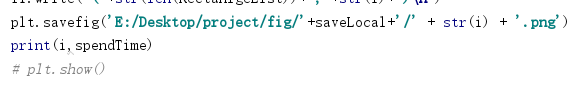 plt.savefig('E:/Desktop/project/fig/'+saveLocal+'/' + str(i) + '.png')
print(i,spendTime)
# plt.show()